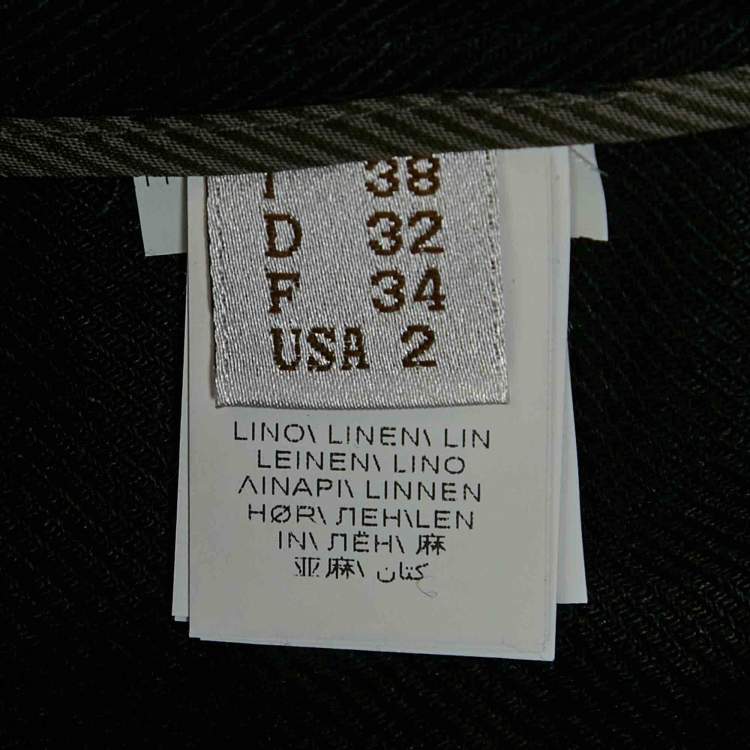 I 38
D 32
F 34
USA 2
LINO\ LINEN\ LIN
LEINEN\ LINO
ΛΙΝΑΡΙ\ LINNEN
HØR\ ЛЕН\LEN
IN\ ЛЁН\ 麻
亚麻\ كتان